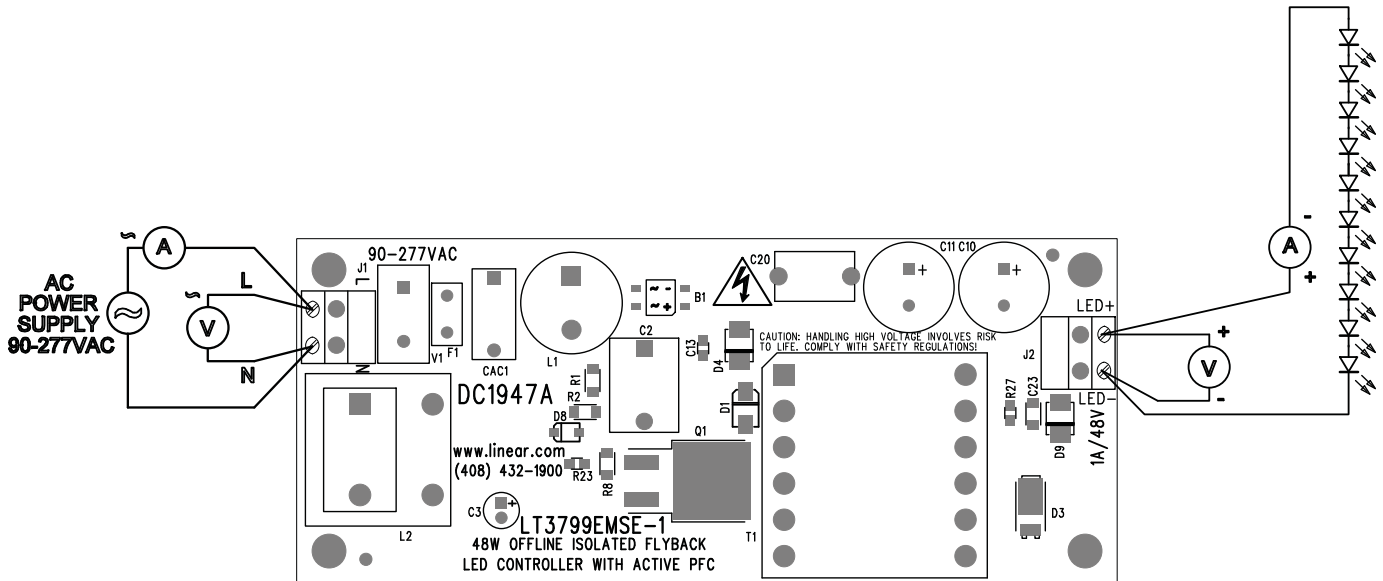 AC
POWER
SUPPLY
90-277VAC
~
A
~
V
L
N
J1
L
N
90-277VAC
V1
F1
CAC1
L1
~ -
~ +
B1
C20
C11 C10
+
+
LED+
J2
LED-
1A/48V
CAUTION: HANDLING HIGH VOLTAGE INVOLVES RISK
TO LIFE. COMPLY WITH SAFETY REGULATIONS!
C2
C13
D4
D1
R1
R2
D8
DC1947A
www.linear.com
(408) 432-1900
R23
R8
Q1
T1
R27
C23
D9
D3
L2
C3
+
LT3799EMSE-1
48W OFFLINE ISOLATED FLYBACK
LED CONTROLLER WITH ACTIVE PFC
-
A
+
+
V
-